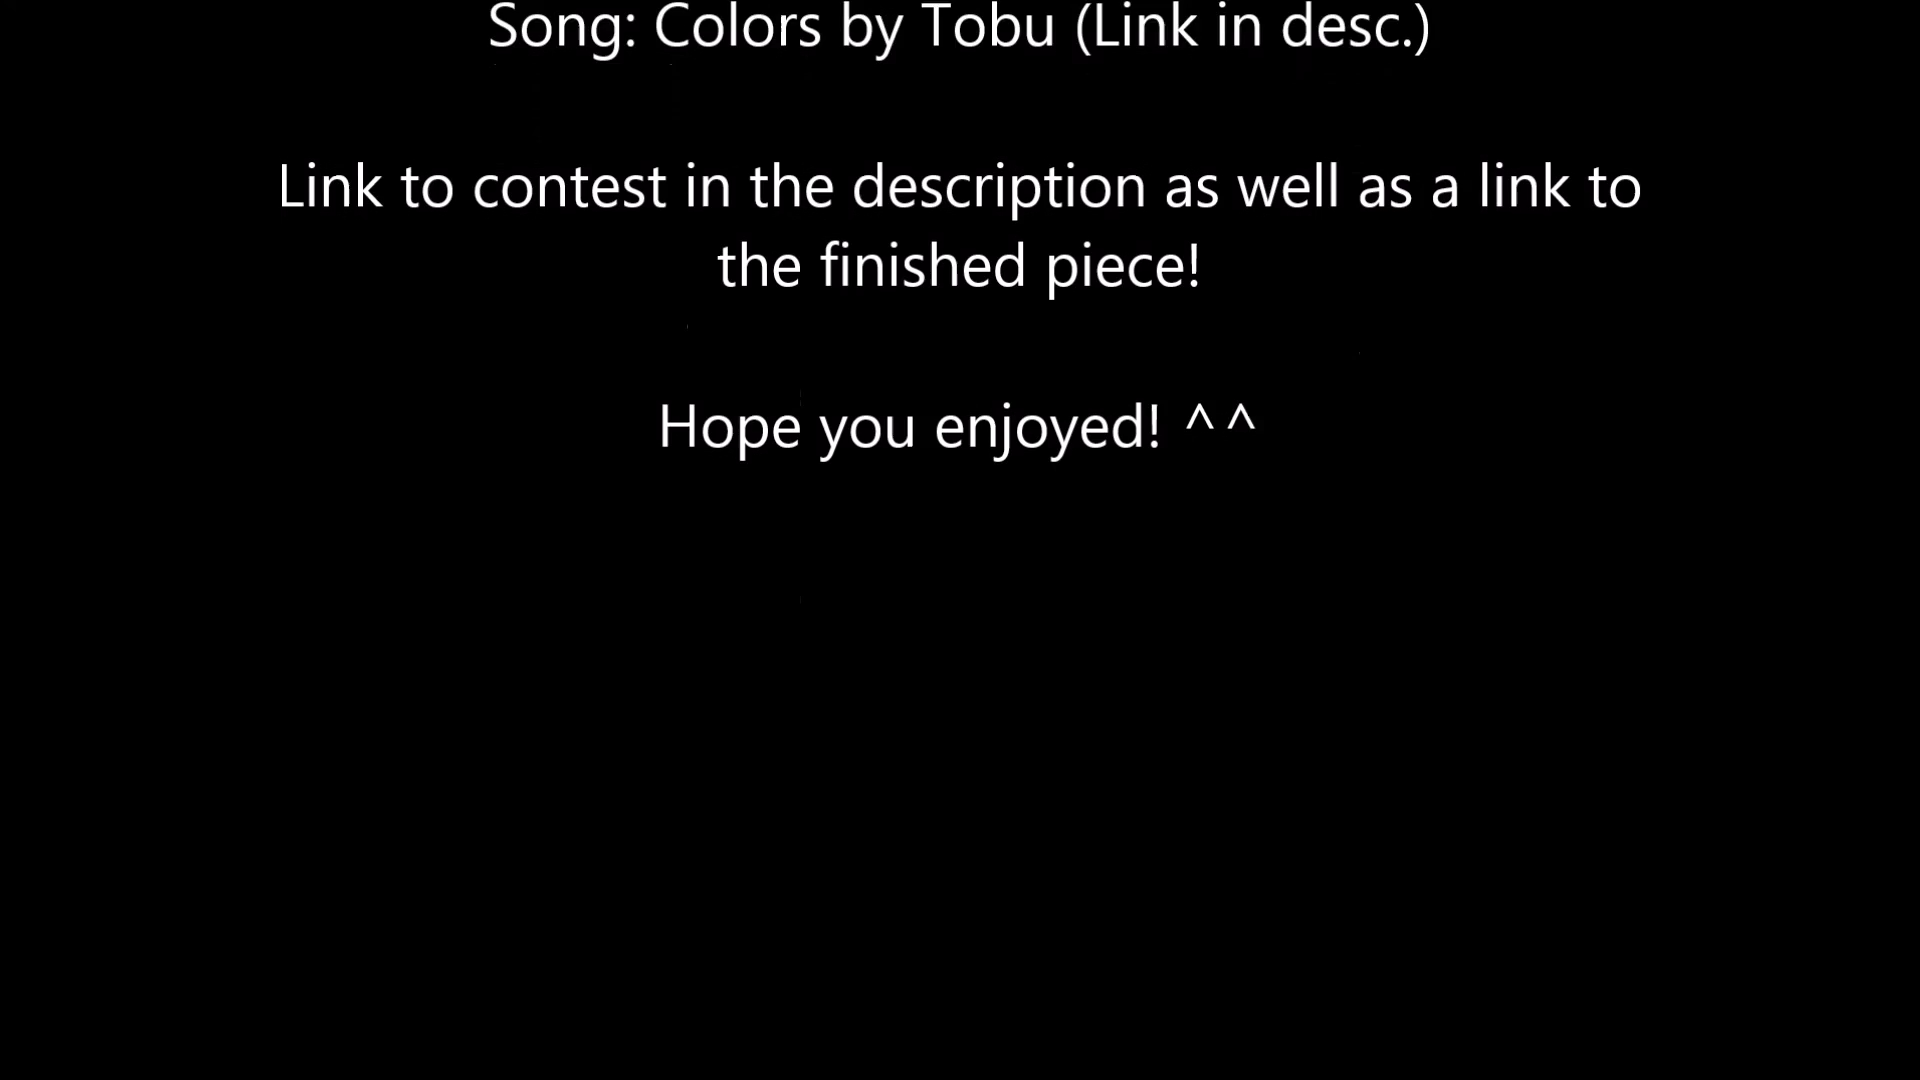 Song: Colors by Tobu (Link in desc.)
Link to contest in the description as well as a link to
the finished piece!
Hope you enjoyed! ^^